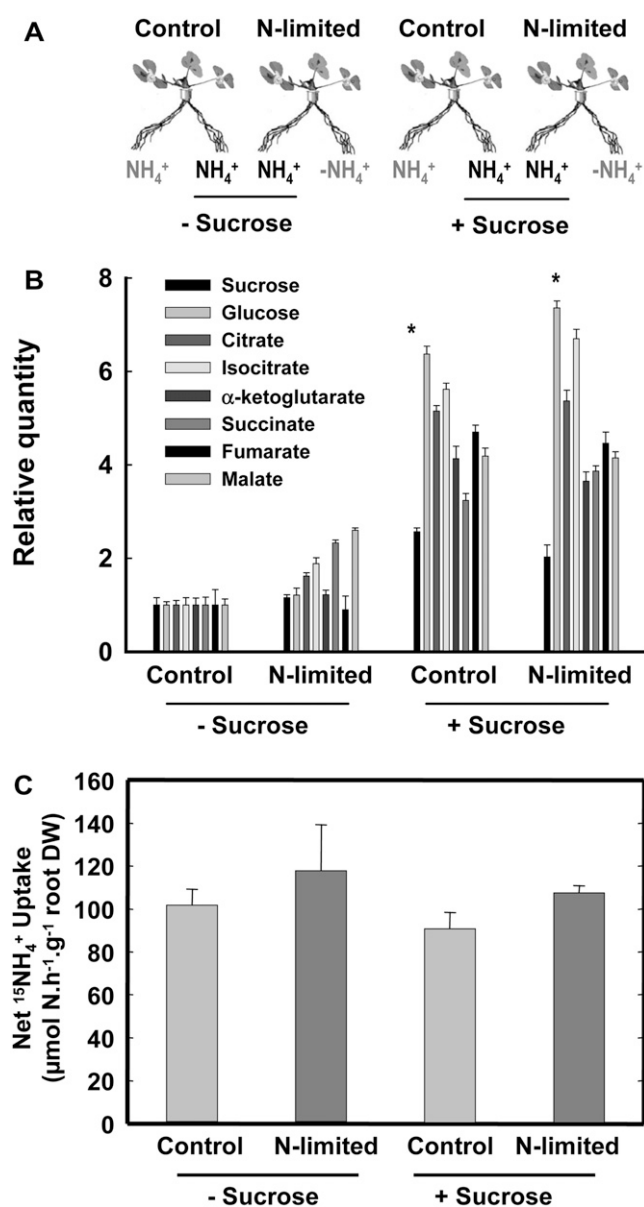 A
Control N-limited Control N-limited
NH₄⁺ NH₄⁺ NH₄⁺ -NH₄⁺ NH₄⁺ NH₄⁺ NH₄⁺ -NH₄⁺
- Sucrose + Sucrose
B
Relative quantity
8
6
4
2
0
Sucrose
Glucose
Citrate
Isocitrate
α-ketoglutarate
Succinate
Fumarate
Malate
* *
Control N-limited Control N-limited
- Sucrose + Sucrose
C
Net ¹⁵NH₄⁺ Uptake
(µmol N.h⁻¹.g⁻¹ root DW)
160
140
120
100
80
60
40
20
0
Control N-limited Control N-limited
- Sucrose + Sucrose